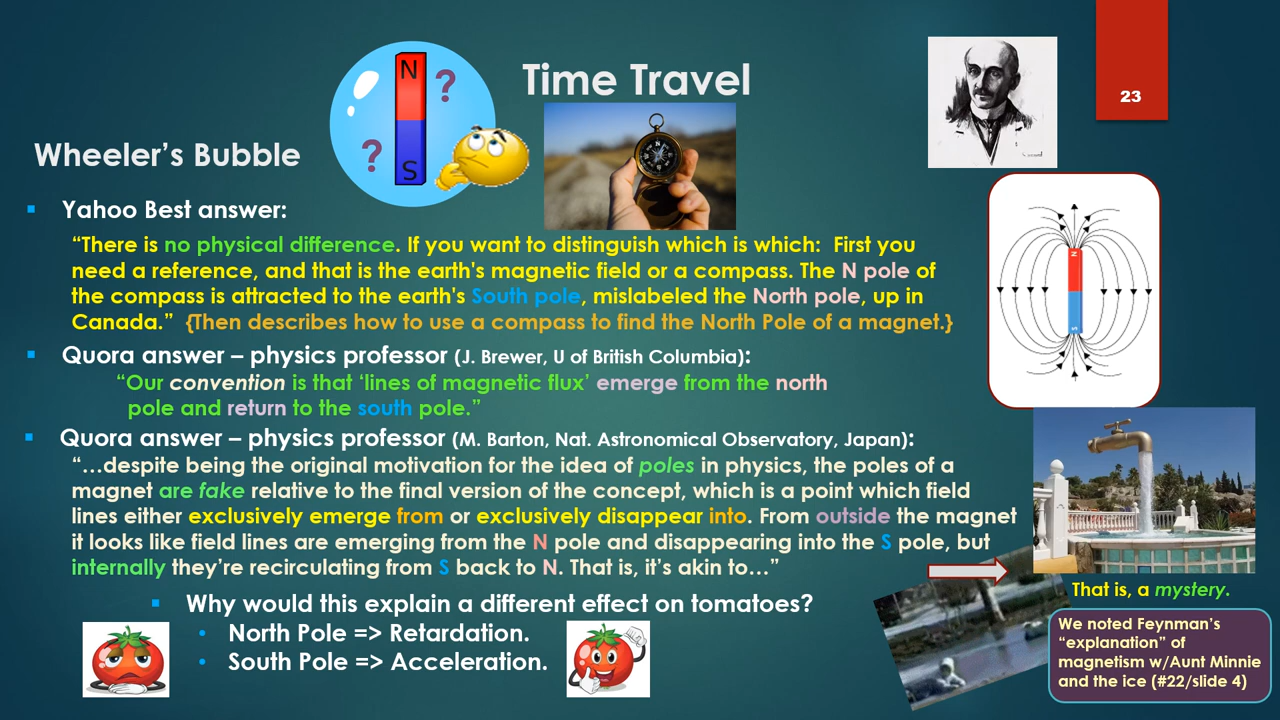 Time Travel
23
N
?
?
S
Wheeler’s Bubble
Yahoo Best answer:
“There is no physical difference. If you want to distinguish which is which: First you
need a reference, and that is the earth's magnetic field or a compass. The N pole of
the compass is attracted to the earth's South pole, mislabeled the North pole, up in
Canada.” {Then describes how to use a compass to find the North Pole of a magnet.}
N
S
Quora answer – physics professor (J. Brewer, U of British Columbia):
“Our convention is that ‘lines of magnetic flux’ emerge from the north
pole and return to the south pole.”
Quora answer – physics professor (M. Barton, Nat. Astronomical Observatory, Japan):
“…despite being the original motivation for the idea of poles in physics, the poles of a
magnet are fake relative to the final version of the concept, which is a point which field
lines either exclusively emerge from or exclusively disappear into. From outside the magnet
it looks like field lines are emerging from the N pole and disappearing into the S pole, but
internally they’re recirculating from S back to N. That is, it’s akin to…”
That is, a mystery.
Why would this explain a different effect on tomatoes?
North Pole => Retardation.
South Pole => Acceleration.
We noted Feynman’s
“explanation” of
magnetism w/Aunt Minnie
and the ice (#22/slide 4)